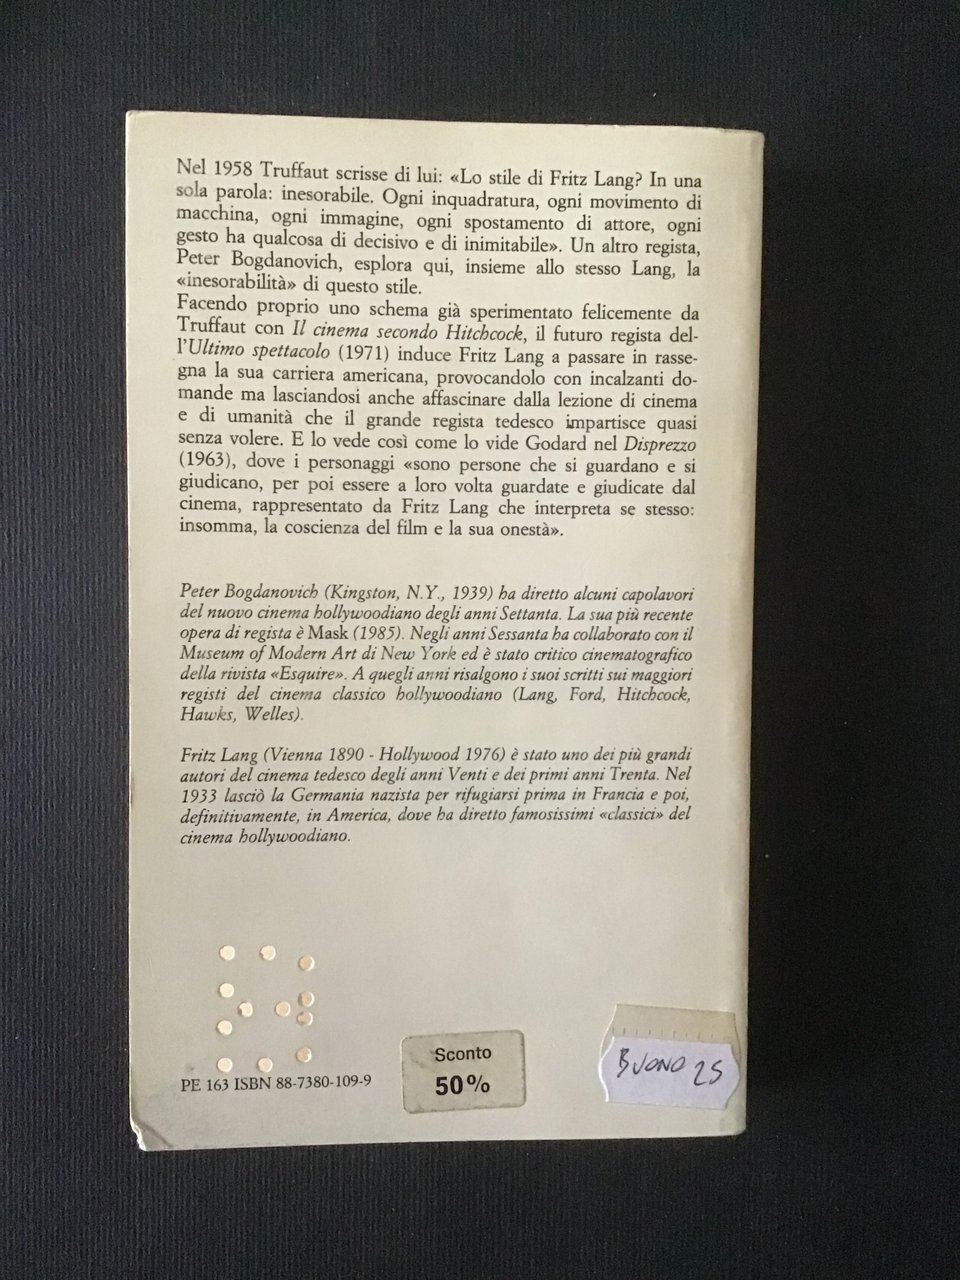 Nel 1958 Truffaut scrisse di lui: «Lo stile di Fritz Lang? In una
sola parola: inesorabile. Ogni inquadratura, ogni movimento di
macchina, ogni immagine, ogni spostamento di attore, ogni
gesto ha qualcosa di decisivo e di inimitabile». Un altro regista,
Peter Bogdanovich, esplora qui, insieme allo stesso Lang, la
«inesorabilità» di questo stile.
Facendo proprio uno schema già sperimentato felicemente da
Truffaut con Il cinema secondo Hitchcock, il futuro regista del-
l'Ultimo spettacolo (1971) induce Fritz Lang a passare in rasse-
gna la sua carriera americana, provocandolo con incalzanti do-
mande ma lasciandosi anche affascinare dalla lezione di cinema
e di umanità che il grande regista tedesco impartisce quasi
senza volere. E lo vede così come lo vide Godard nel Disprezzo
(1963), dove i personaggi «sono persone che si guardano e si
giudicano, per poi essere a loro volta guardate e giudicate dal
cinema, rappresentato da Fritz Lang che interpreta se stesso:
insomma, la coscienza del film e la sua onestà».
Peter Bogdanovich (Kingston, N.Y., 1939) ha diretto alcuni capolavori
del nuovo cinema hollywoodiano degli anni Settanta. La sua più recente
opera di regista è Mask (1985). Negli anni Sessanta ha collaborato con il
Museum of Modern Art di New York ed è stato critico cinematografico
della rivista «Esquire». A quegli anni risalgono i suoi scritti sui maggiori
registi del cinema classico hollywoodiano (Lang, Ford, Hitchcock,
Hawks, Welles).
Fritz Lang (Vienna 1890 - Hollywood 1976) è stato uno dei più grandi
autori del cinema tedesco degli anni Venti e dei primi anni Trenta. Nel
1933 lasciò la Germania nazista per rifugiarsi prima in Francia e poi,
definitivamente, in America, dove ha diretto famosissimi «classici» del
cinema hollywoodiano.
PE 163 ISBN 88-7380-109-9
Sconto
50%
BUONO 25